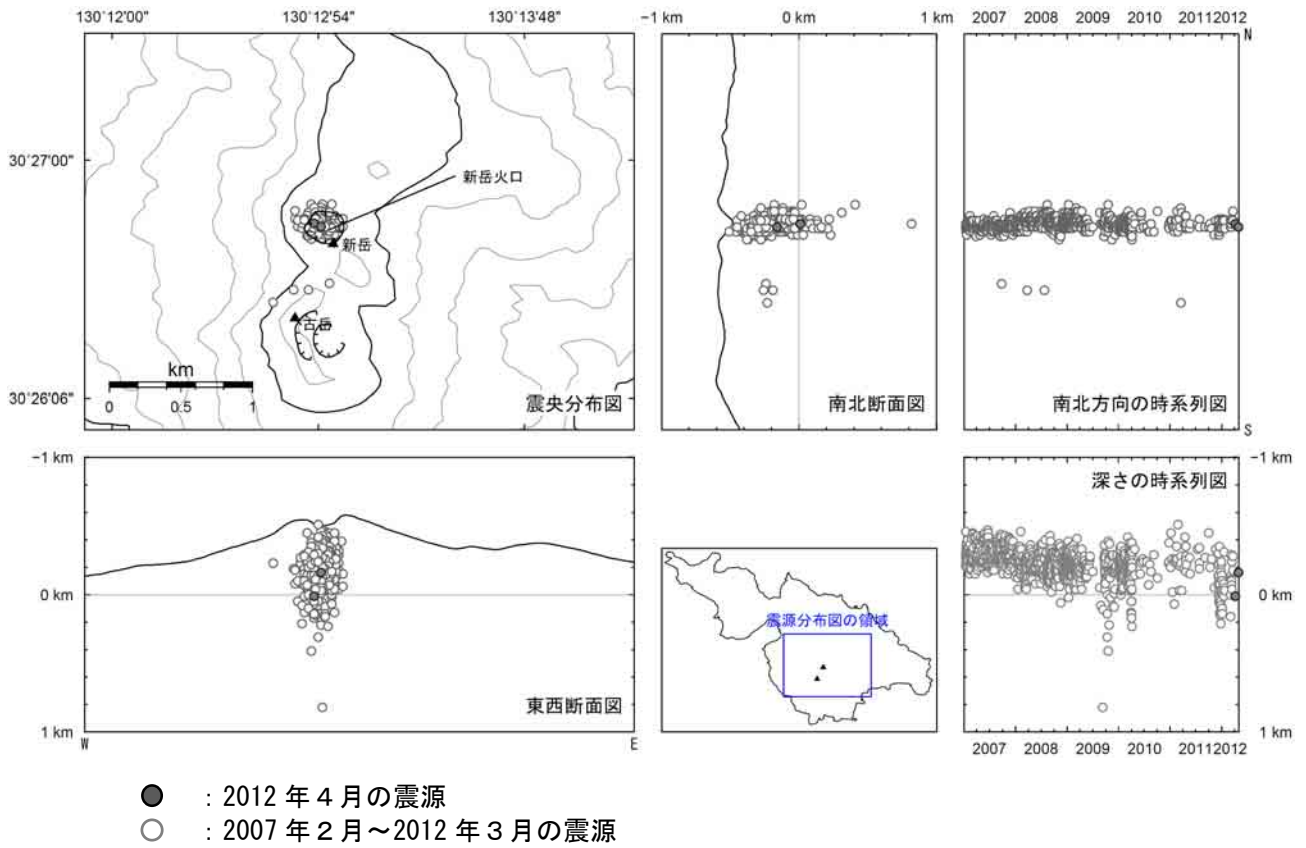 130°12'00" 130°12'54" 130°13'48"
−1 km 0 km 1 km
2007 2008 2009 2010 2011 2012
N
30°27'00"
新岳火口
新岳
古岳
km
0 0.5 1
30°26'06"
震央分布図
南北断面図
南北方向の時系列図
S
−1 km
0 km
1 km
W E
東西断面図
震源分布図の領域
深さの時系列図
−1 km
0 km
1 km
2007 2008 2009 2010 2011 2012
: 2012 年 4 月の震源
: 2007 年 2 月～2012 年 3 月の震源